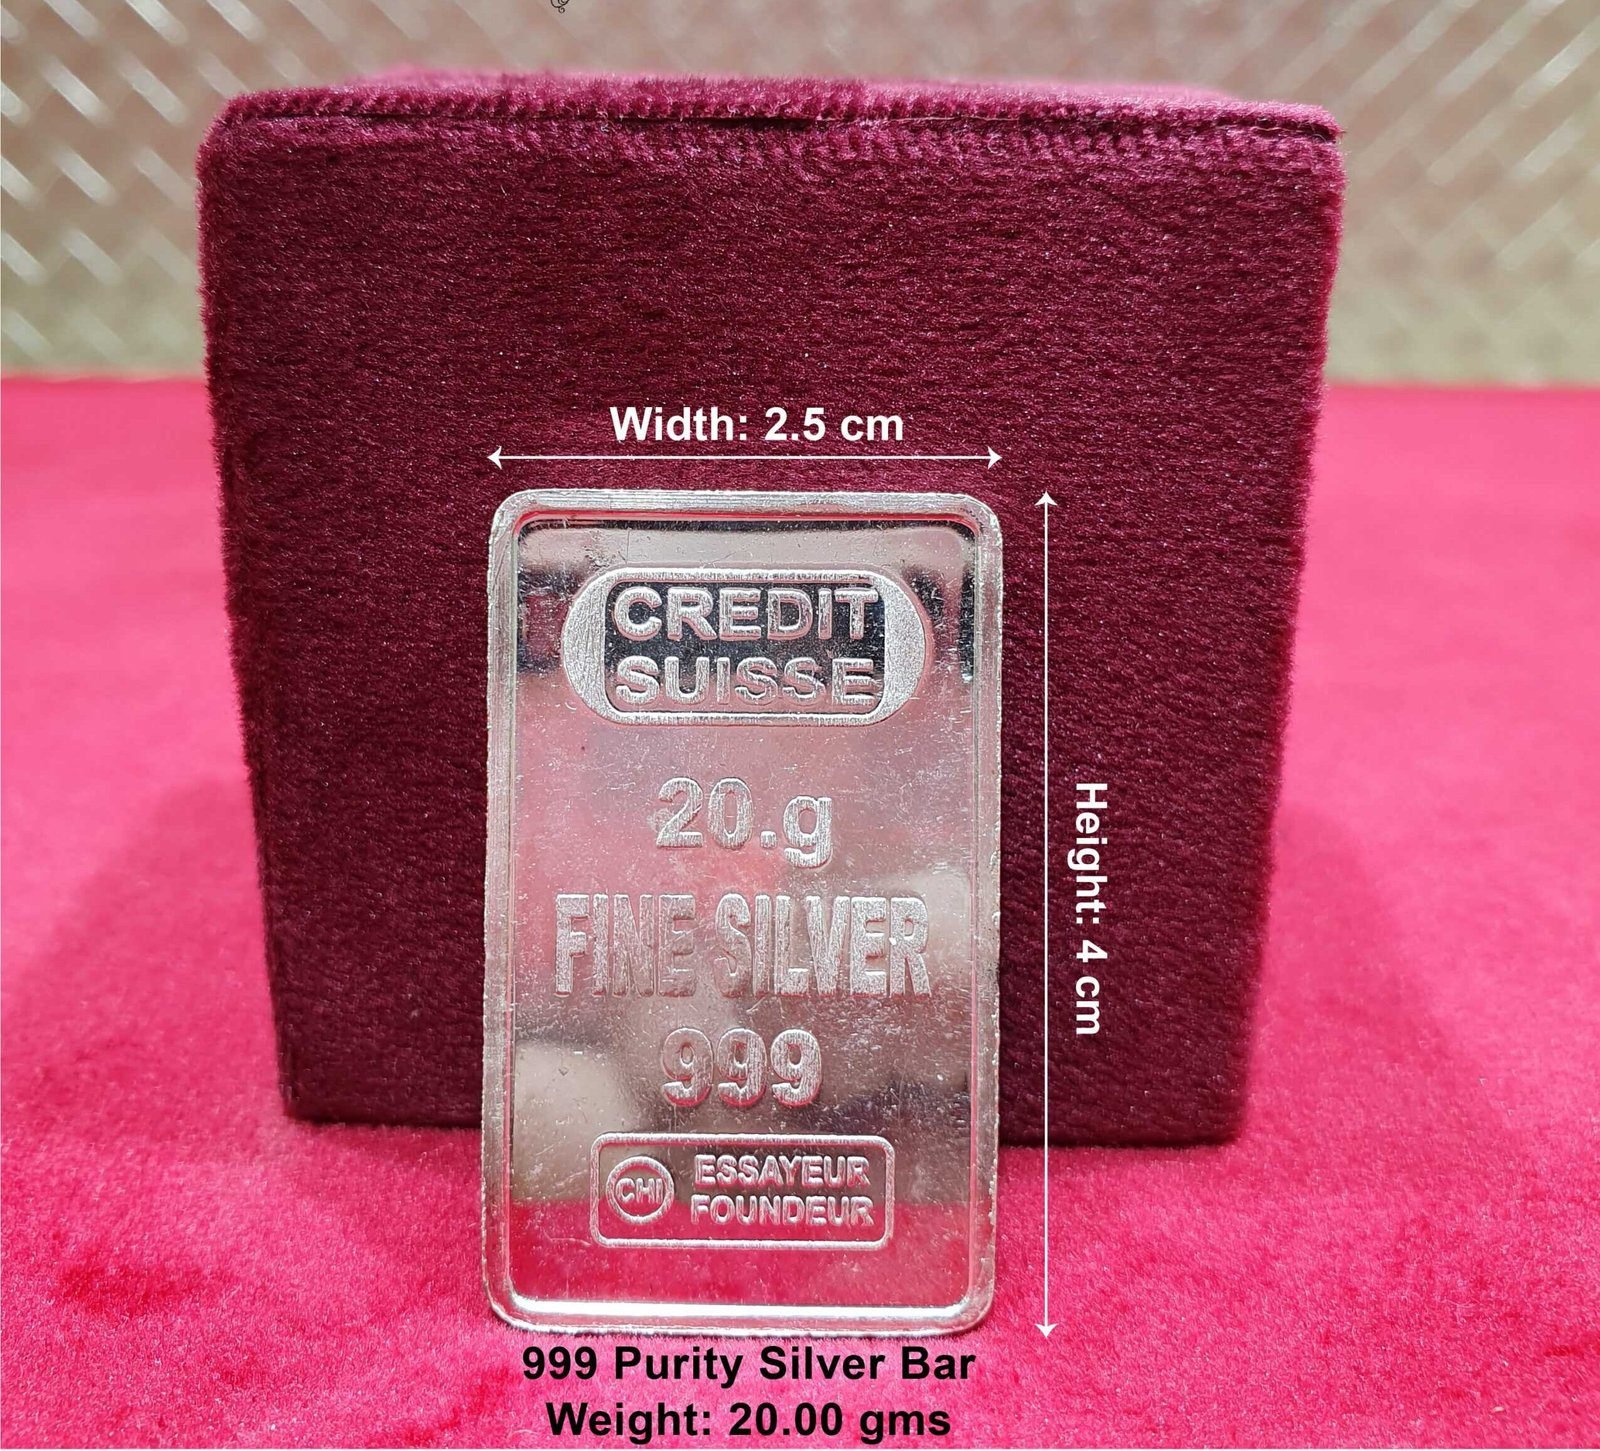 Width: 2.5 cm
CREDIT
SUISSE
20.g
FINE SILVER
999
CHI
ESSAYEUR
FOUNDEUR
Height: 4 cm
999 Purity Silver Bar
Weight: 20.00 gms